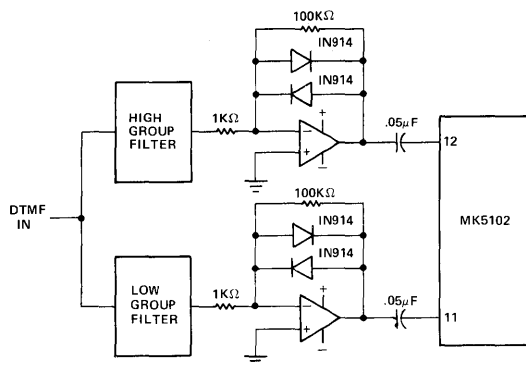 100KΩ
IN914
IN914
HIGH
GROUP
FILTER
1KΩ
−
+
+
−
.05μF
12
DTMF
IN
MK5102
100KΩ
IN914
IN914
LOW
GROUP
FILTER
1KΩ
−
+
+
−
.05μF
11